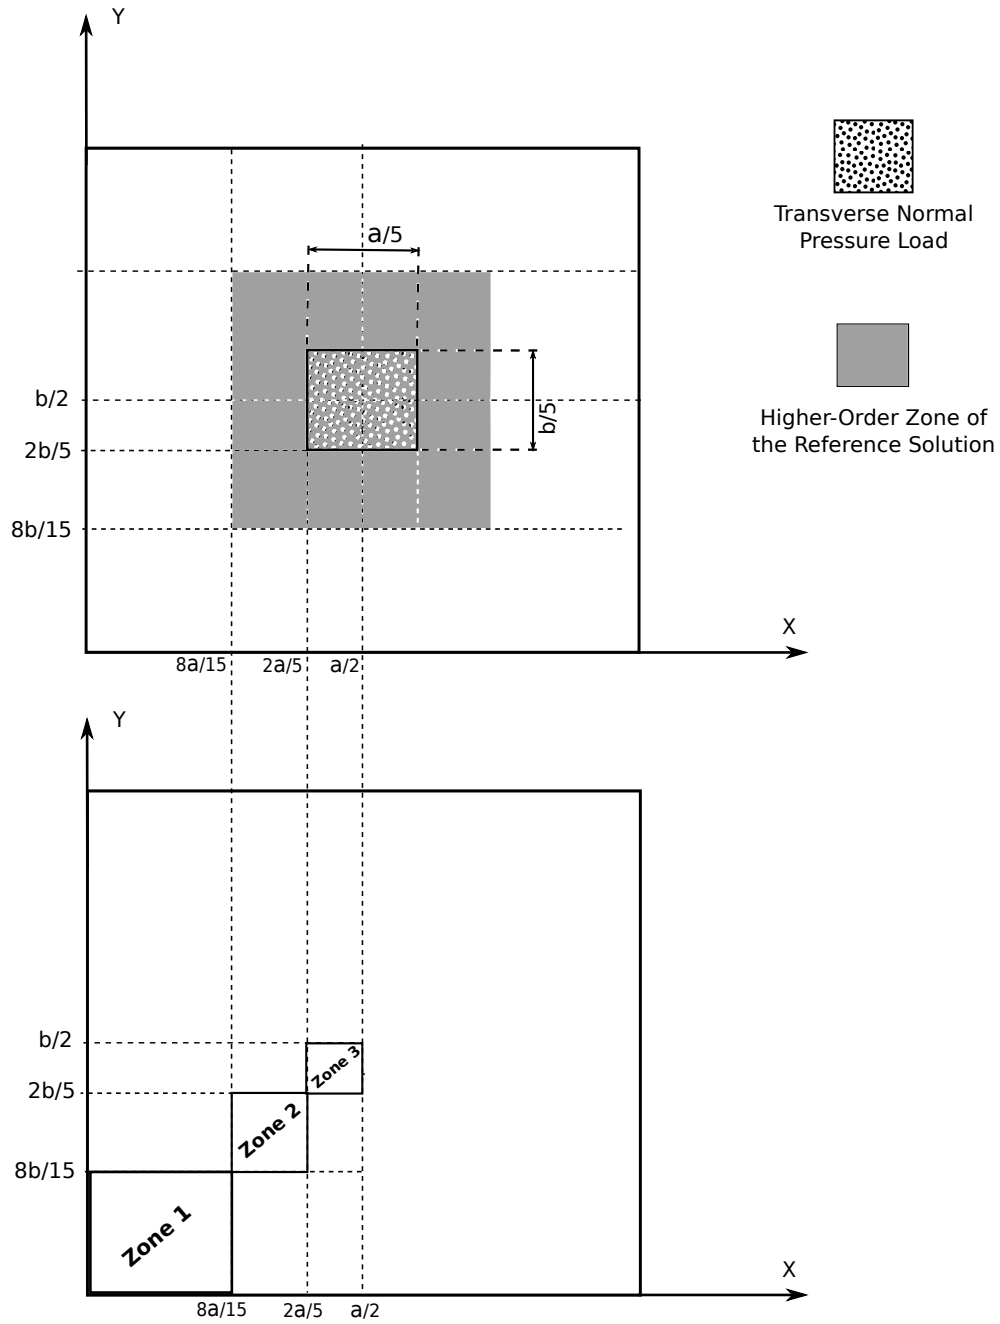 Y
a/5
Transverse Normal
Pressure Load
b/2
2b/5
8b/15
b/5
Higher-Order Zone of
the Reference Solution
X
8a/15
2a/5
a/2
Y
b/2
2b/5
8b/15
Zone 3
Zone 2
Zone 1
X
8a/15
2a/5
a/2